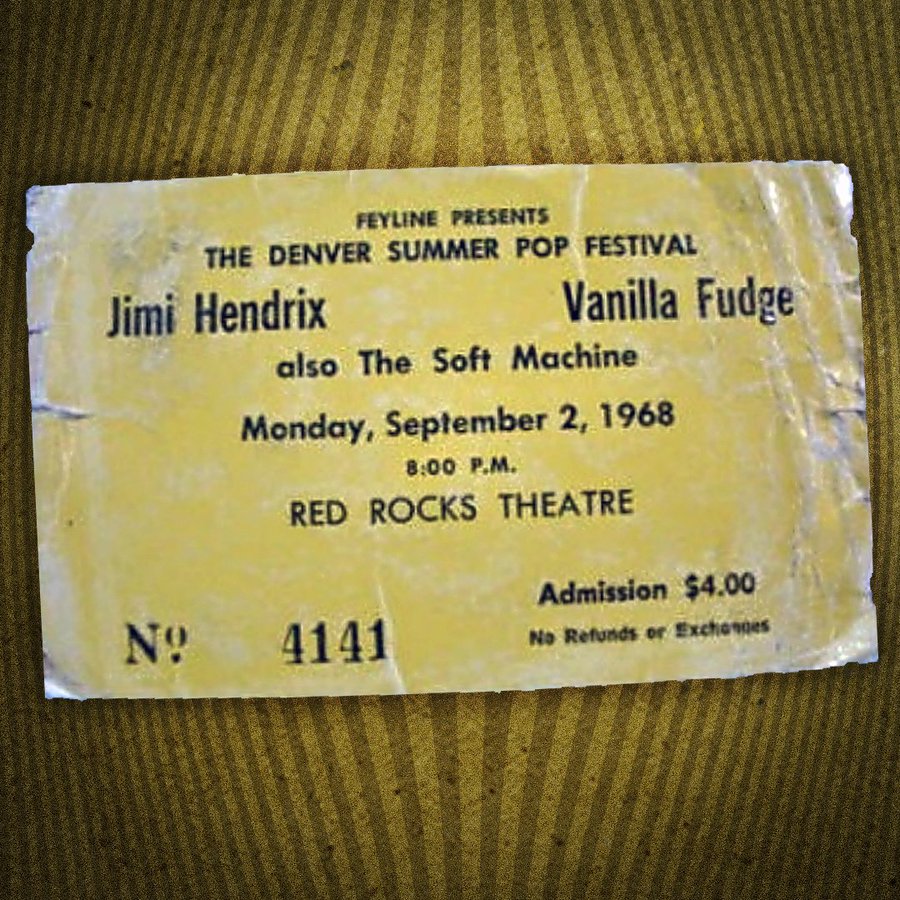 FEYLINE PRESENTS
THE DENVER SUMMER POP FESTIVAL
Jimi Hendrix Vanilla Fudge
also The Soft Machine
Monday, September 2, 1968
8:00 P.M.
RED ROCKS THEATRE
Admission $4.00
No Refunds or Exchanges
Nº 4141